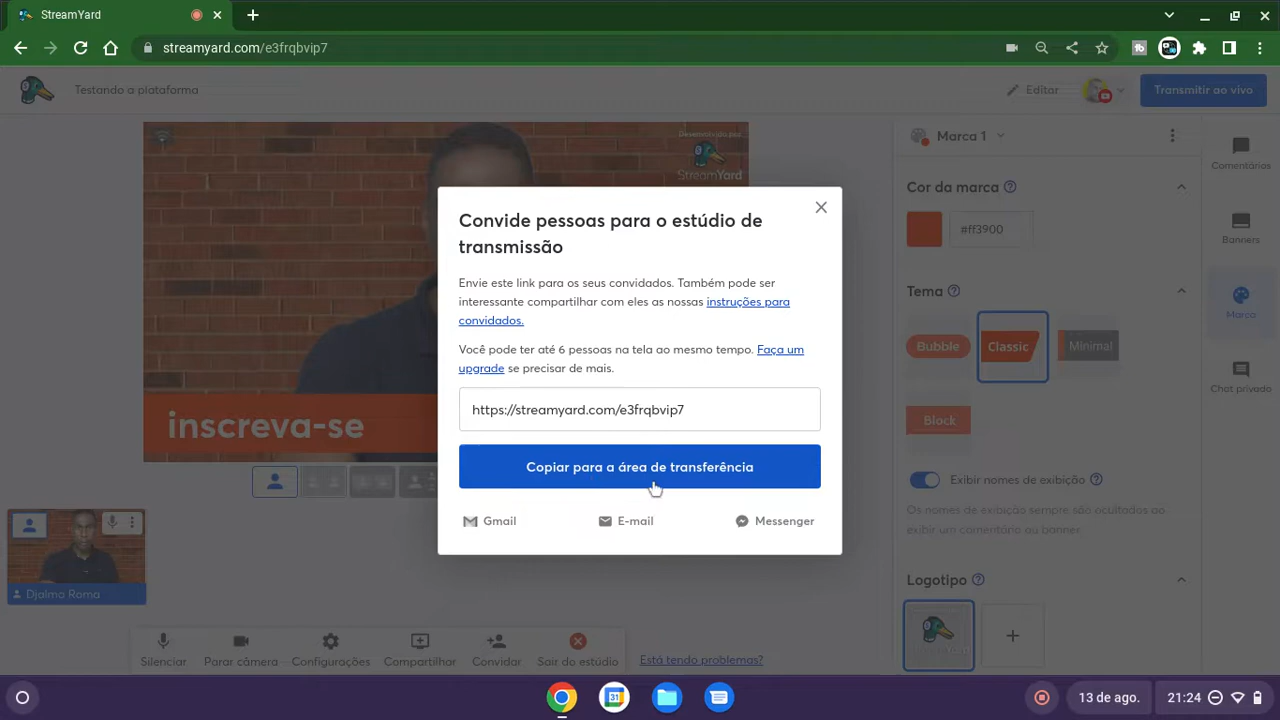 StreamYard
streamyard.com/e3frqbvip7
Testando a plataforma
Editar
Transmitir ao vivo
Desenvolvido por
StreamYard
inscreva-se
Djalma Roma
Convide pessoas para o estúdio de
transmissão
Envie este link para os seus convidados. Também pode ser
interessante compartilhar com eles as nossas instruções para
convidados.
Você pode ter até 6 pessoas na tela ao mesmo tempo. Faça um
upgrade se precisar de mais.
https://streamyard.com/e3frqbvip7
Copiar para a área de transferência
Gmail
E-mail
Messenger
Marca 1
Cor da marca
#ff3900
Tema
Bubble
Classic
Minimal
Block
Exibir nomes de exibição
Os nomes de exibição sempre são ocultados ao
exibir um comentário ou banner.
Logotipo
StreamYard
Comentários
Banners
Marca
Chat privado
Silenciar
Parar câmera
Configurações
Compartilhar
Convidar
Sair do estúdio
Está tendo problemas?
31
13 de ago.
21:24